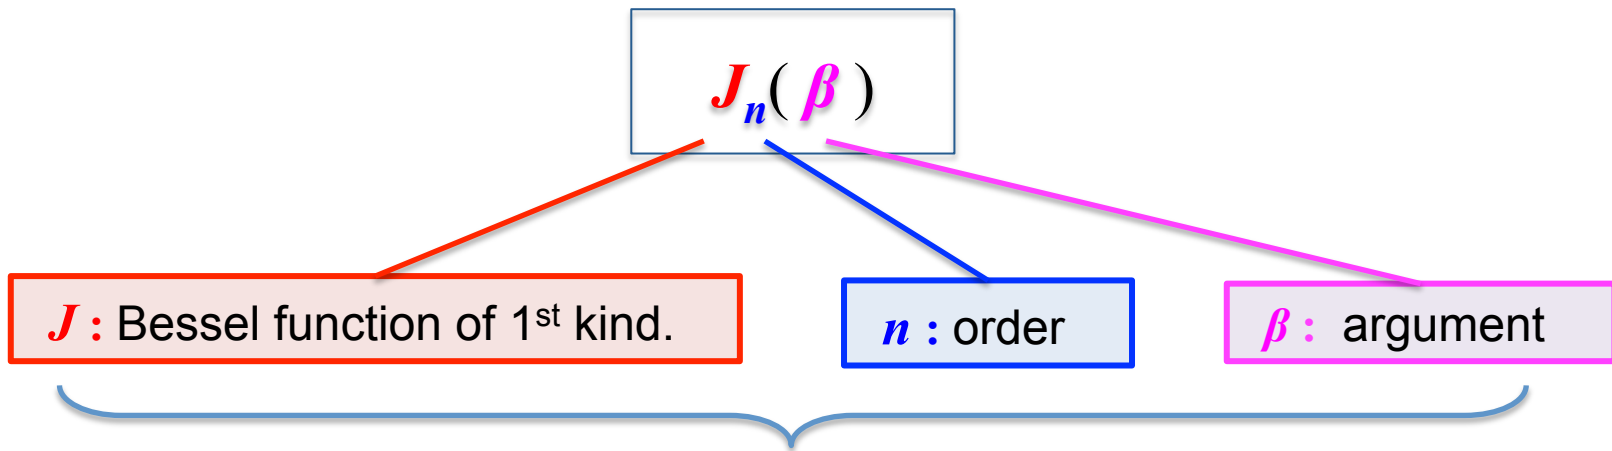 Jn( β )
J : Bessel function of 1st kind.
n : order
β : argument